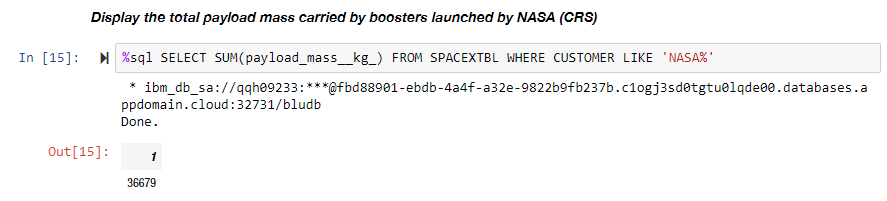 Display the total payload mass carried by boosters launched by NASA (CRS)
In [15]: %sql SELECT SUM(payload_mass__kg_) FROM SPACEXTBL WHERE CUSTOMER LIKE 'NASA%'
* ibm_db_sa://qqh09233:***@fbd88901-ebdb-4a4f-a32e-9822b9fb237b.c1ogj3sd0tgtu0lqde00.databases.a
ppdomain.cloud:32731/bludb
Done.
Out[15]: 1
36679